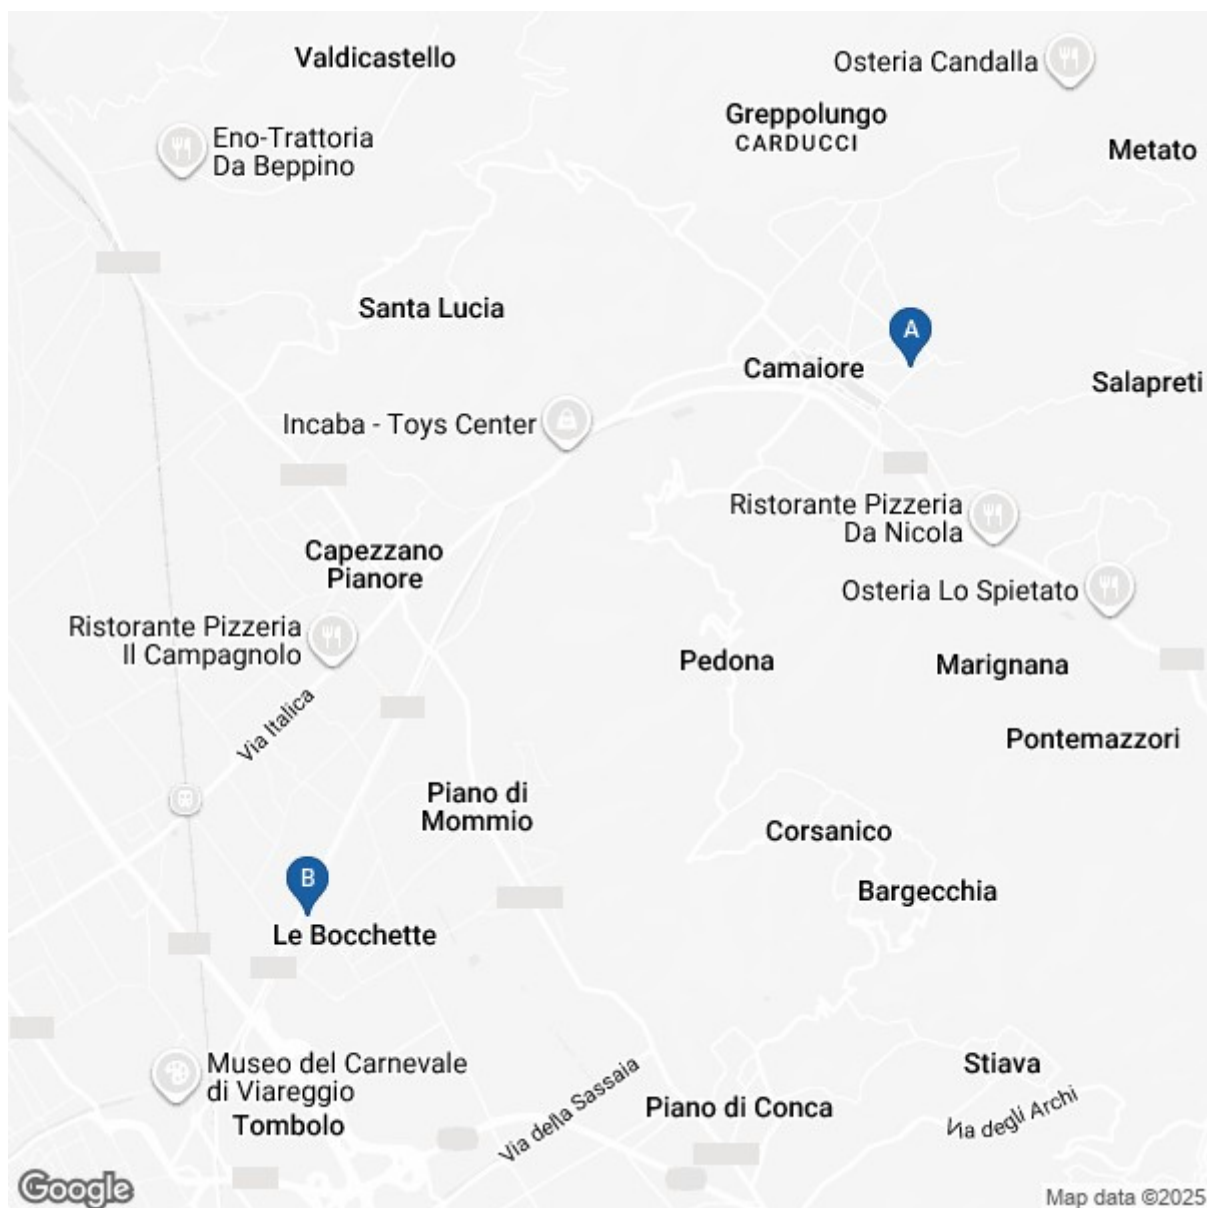 Valdicastello
Osteria Candalla
Greppolungo
CARDUCCI
Eno-Trattoria
Da Beppino
Metato
Santa Lucia
A
Camaiore
Salapreti
Incaba - Toys Center
Ristorante Pizzeria
Da Nicola
Capezzano
Pianore
Osteria Lo Spietato
Ristorante Pizzeria
Il Campagnolo
Pedona
Marignana
Via Italica
Pontemazzori
Piano di
Mommio
Corsanico
B
Bargecchia
Le Bocchette
Museo del Carnevale
di Viareggio
Stiava
Via della Sassaia
Piano di Conca
Via degli Archi
Tombolo
Google
Map data ©2025